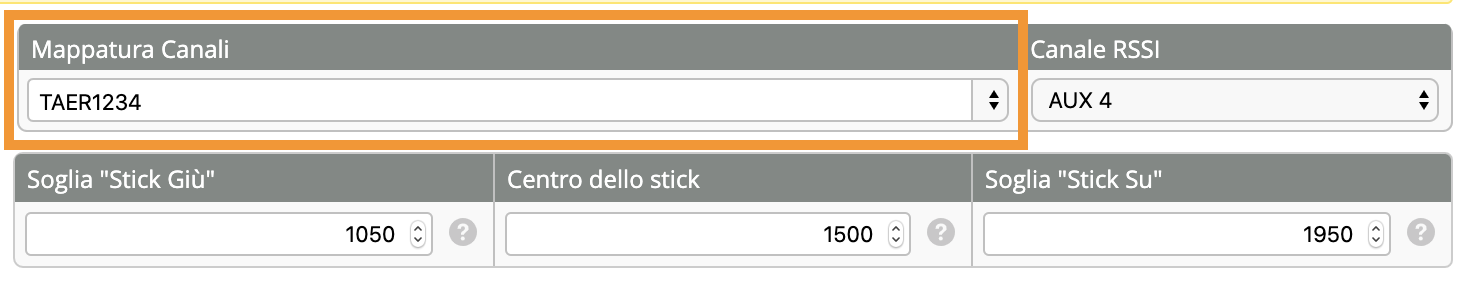 Mappatura Canali Canale RSSI
TAER1234 AUX 4
Soglia "Stick Giù" Centro dello stick Soglia "Stick Su"
1050 ? 1500 ? 1950 ?